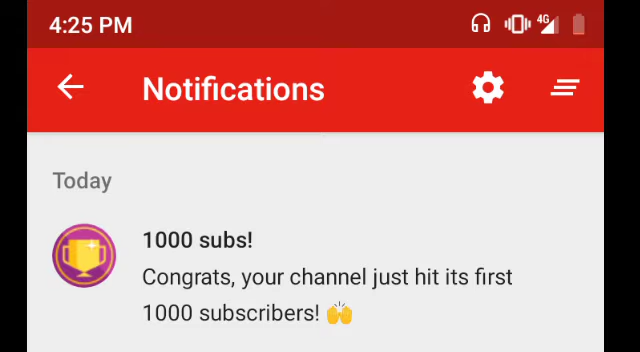 4:25 PM
4G
Notifications
Today
1000 subs!
Congrats, your channel just hit its first
1000 subscribers! 🙌